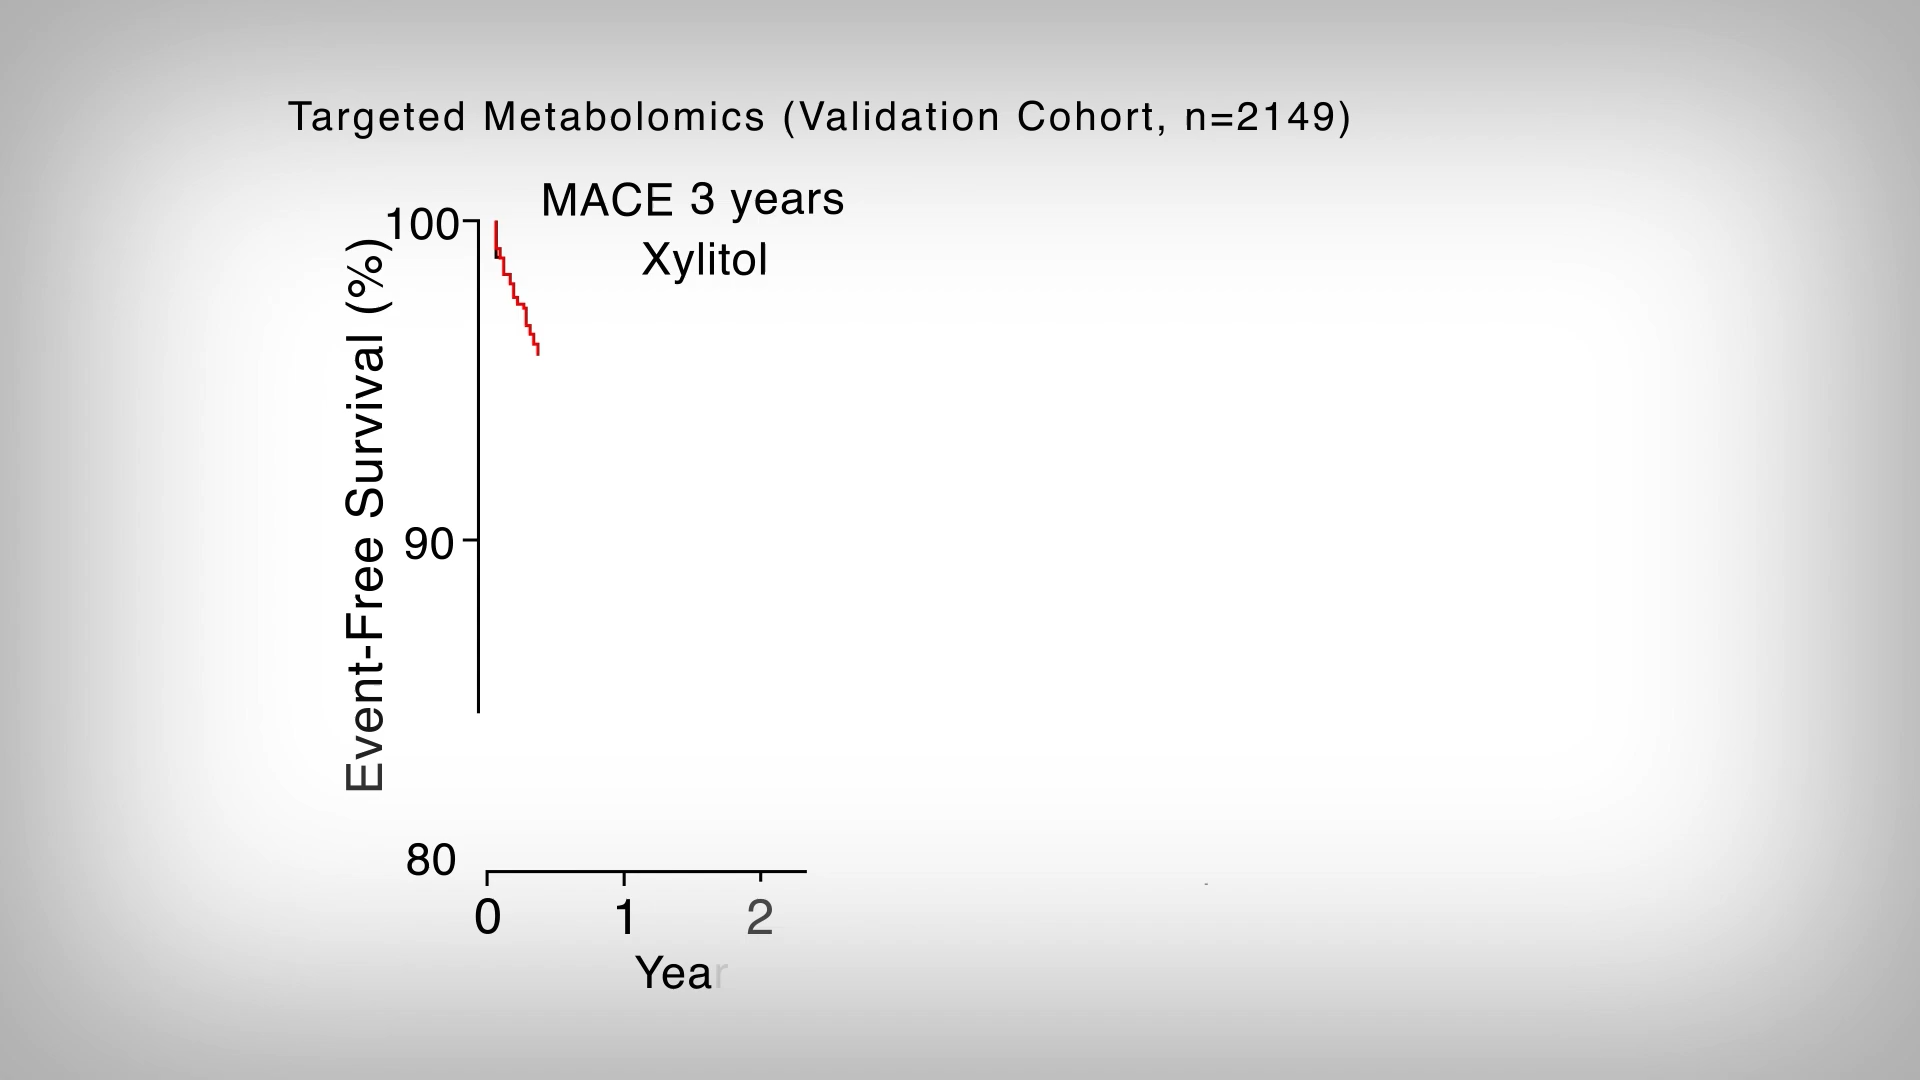 Targeted Metabolomics (Validation Cohort, n=2149)
MACE 3 years
Xylitol
Event-Free Survival (%)
100
90
80
0 1 2
Year